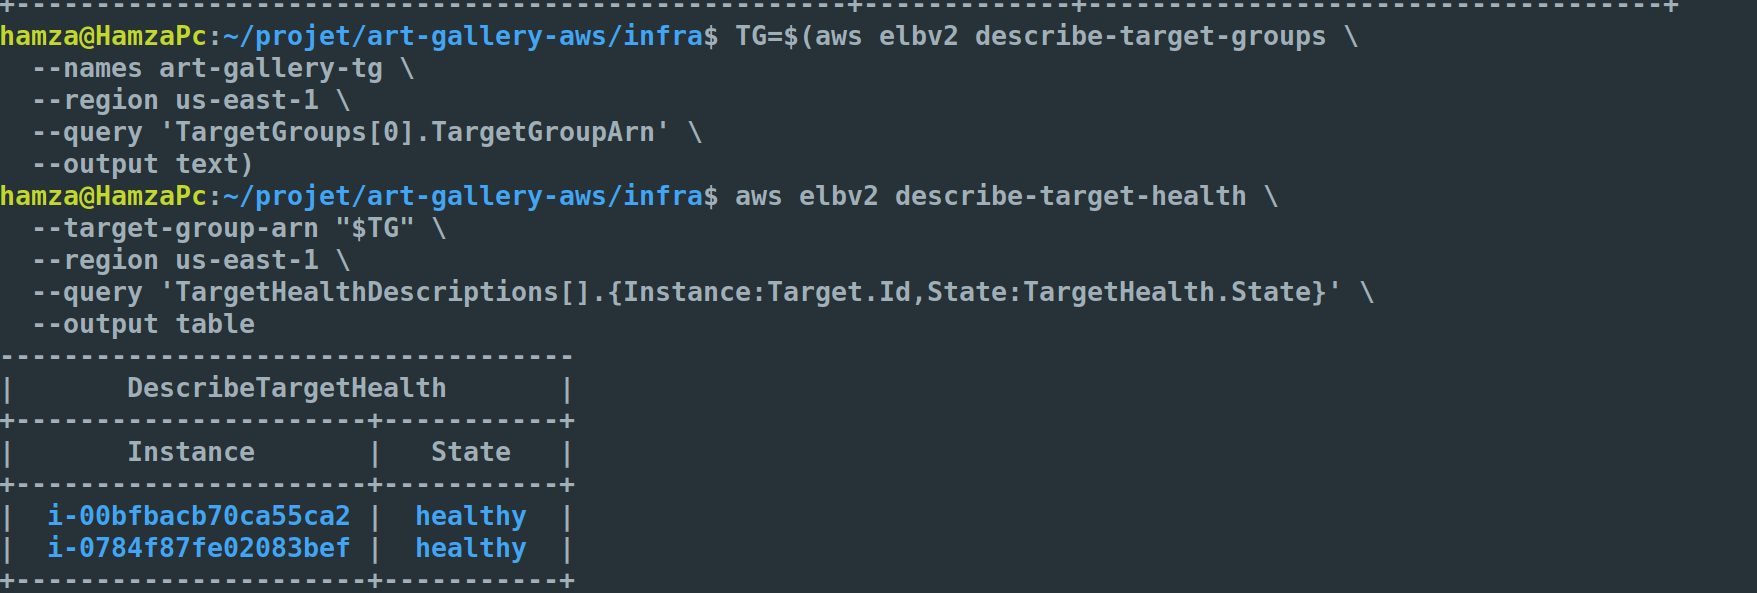 +----------------------------------------------------+-------------+------------------------------------+
hamza@HamzaPc:~/projet/art-gallery-aws/infra$ TG=$(aws elbv2 describe-target-groups \
  --names art-gallery-tg \
  --region us-east-1 \
  --query 'TargetGroups[0].TargetGroupArn' \
  --output text)
hamza@HamzaPc:~/projet/art-gallery-aws/infra$ aws elbv2 describe-target-health \
  --target-group-arn "$TG" \
  --region us-east-1 \
  --query 'TargetHealthDescriptions[].{Instance:Target.Id,State:TargetHealth.State}' \
  --output table
------------------------------------
|       DescribeTargetHealth       |
+----------------------+-----------+
|       Instance       |   State   |
+----------------------+-----------+
|  i-00bfbacb70ca55ca2 |  healthy  |
|  i-0784f87fe02083bef |  healthy  |
+----------------------+-----------+